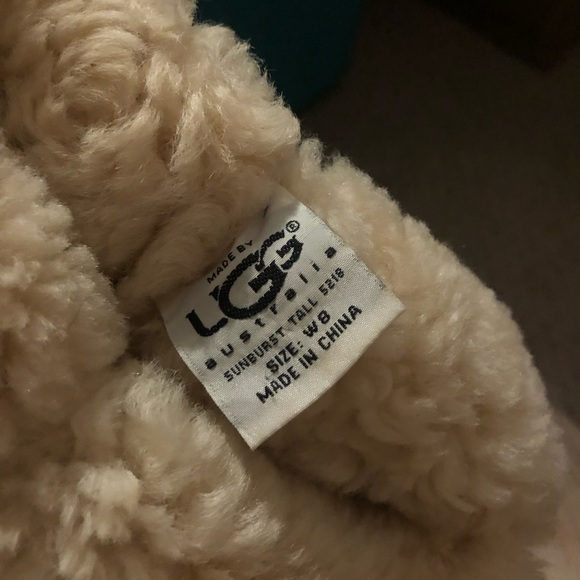 MADE BY
UGG®
australia
SUNBURST TALL 5218
SIZE: W8
MADE IN CHINA